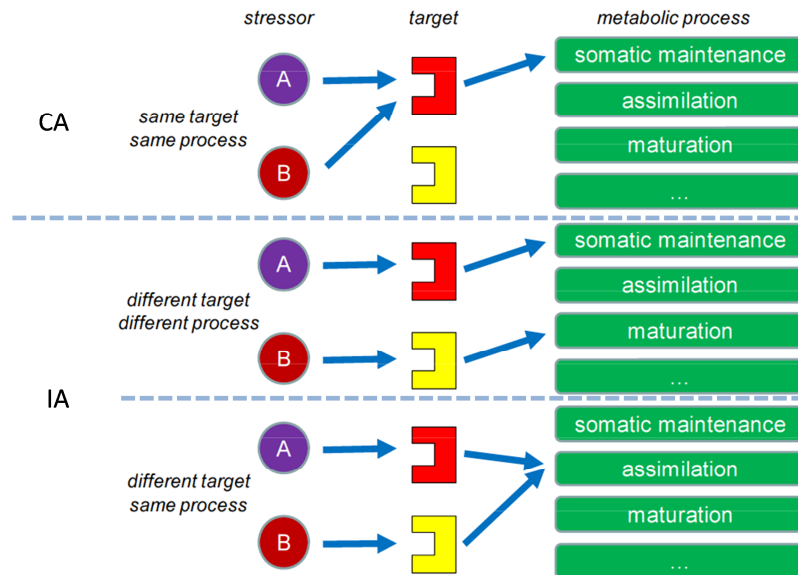 stressor target metabolic process
A
somatic maintenance
assimilation
CA
same target
same process
maturation
B
...
A
somatic maintenance
assimilation
different target
different process
maturation
B
...
IA
somatic maintenance
A
assimilation
different target
same process
maturation
B
...